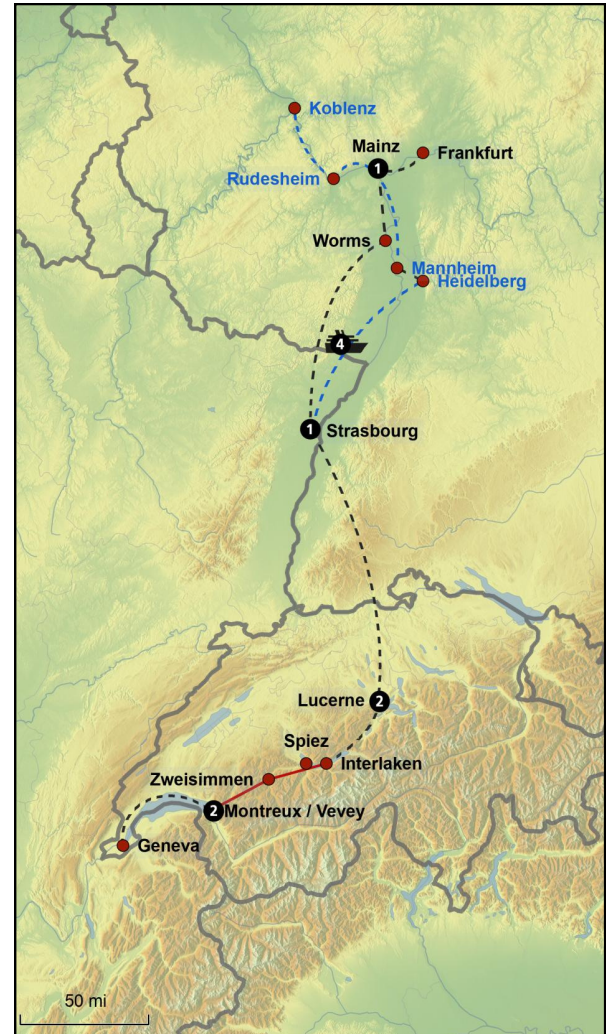 Koblenz
Mainz
1
Frankfurt
Rudesheim
Worms
Mannheim
Heidelberg
4
1
Strasbourg
Lucerne
2
Spiez
Interlaken
Zweisimmen
2
Montreux / Vevey
Geneva
50 mi